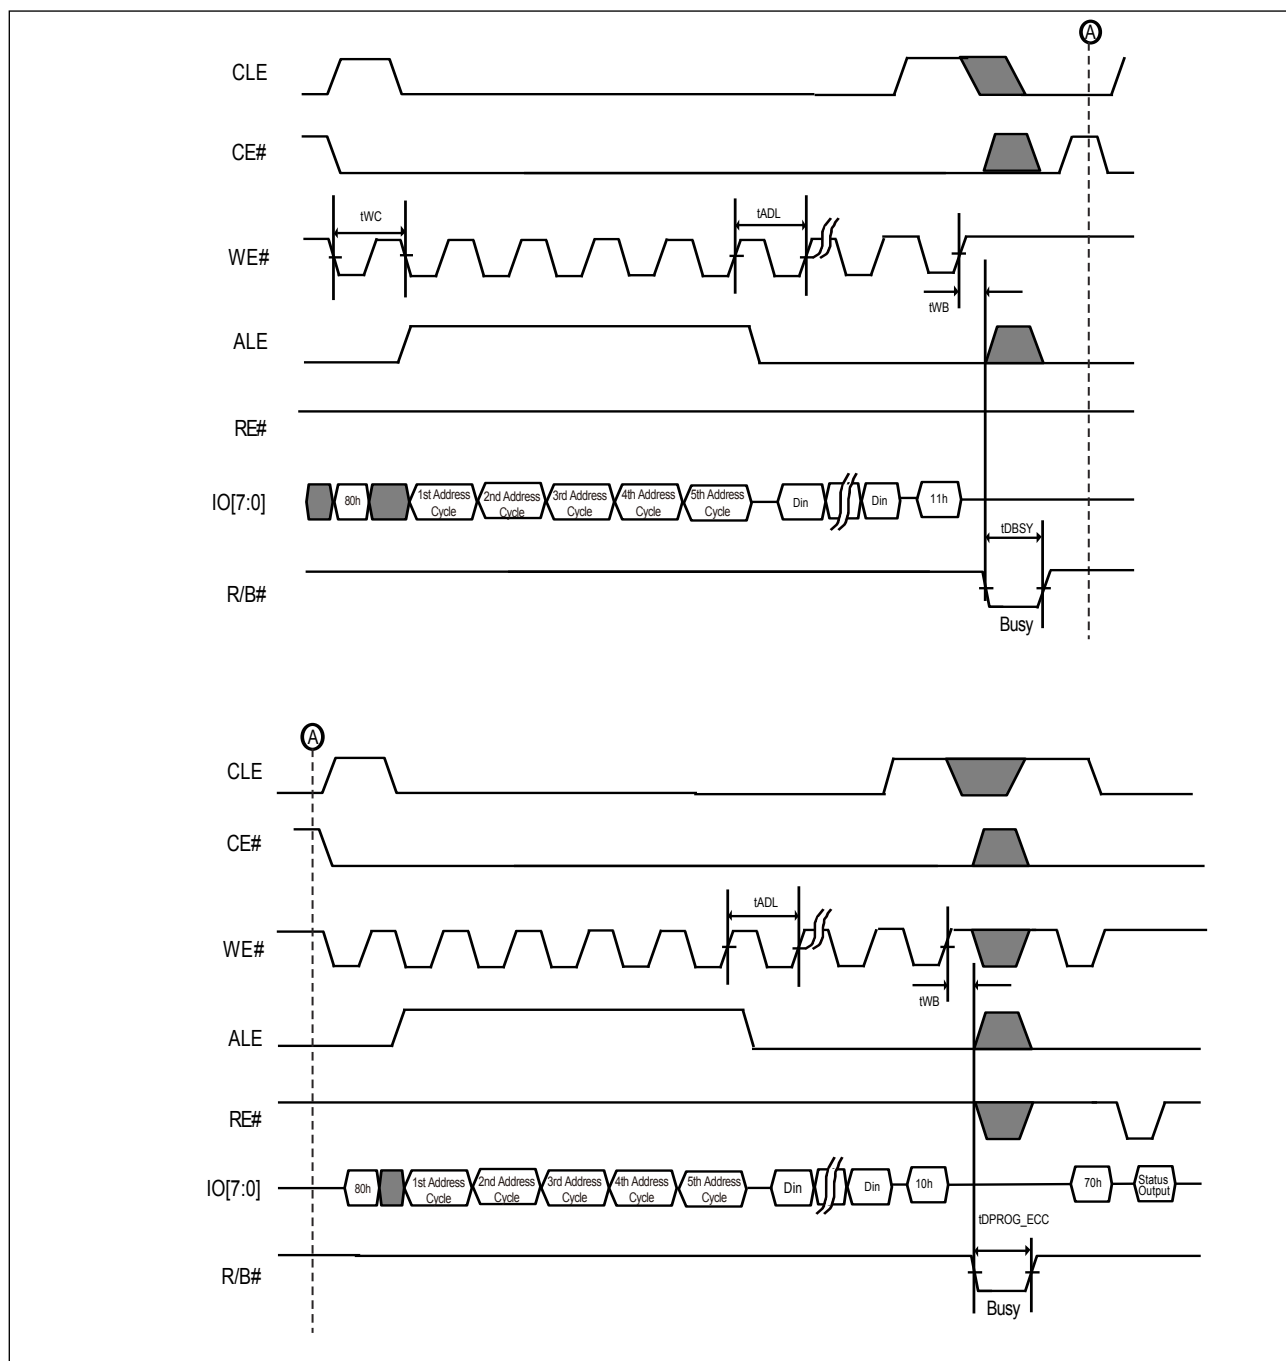 A
CLE
CE#
tWC
tADL
WE#
tWB
ALE
RE#
IO[7:0]
80h
1st Address Cycle
2nd Address Cycle
3rd Address Cycle
4th Address Cycle
5th Address Cycle
Din
Din
11h
tDBSY
R/B#
Busy
A
CLE
CE#
tADL
WE#
tWB
ALE
RE#
IO[7:0]
80h
1st Address Cycle
2nd Address Cycle
3rd Address Cycle
4th Address Cycle
5th Address Cycle
Din
Din
10h
70h
Status Output
tDPROG_ECC
R/B#
Busy